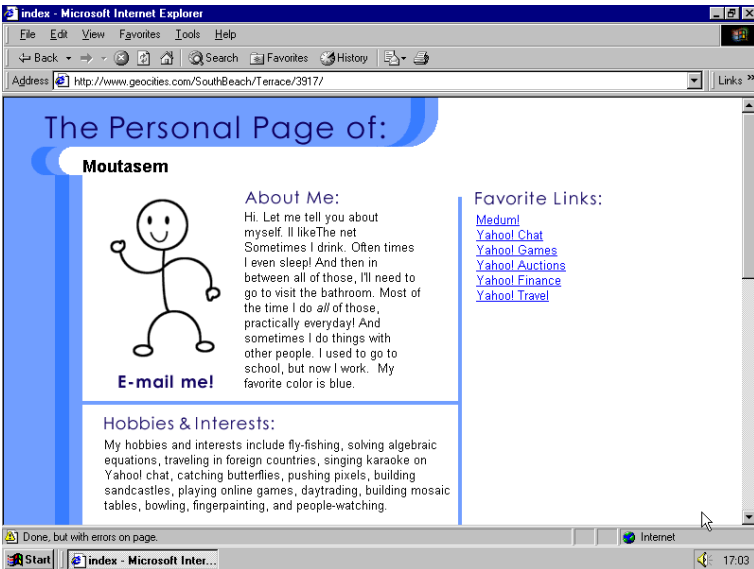 index - Microsoft Internet Explorer
File Edit View Favorites Tools Help
Back Search Favorites History
Address http://www.geocities.com/SouthBeach/Terrace/3917/ Links »
The Personal Page of:
Moutasem
About Me:
Hi. Let me tell you about
myself. II likeThe net
Sometimes I drink. Often times
I even sleep! And then in
between all of those, I'll need to
go to visit the bathroom. Most of
the time I do all of those,
practically everyday! And
sometimes I do things with
other people. I used to go to
school, but now I work. My
favorite color is blue.
E-mail me!
Favorite Links:
Medum!
Yahoo! Chat
Yahoo! Games
Yahoo! Auctions
Yahoo! Finance
Yahoo! Travel
Hobbies & Interests:
My hobbies and interests include fly-fishing, solving algebraic
equations, traveling in foreign countries, singing karaoke on
Yahoo! chat, catching butterflies, pushing pixels, building
sandcastles, playing online games, daytrading, building mosaic
tables, bowling, fingerpainting, and people-watching.
Done, but with errors on page. Internet
Start index - Microsoft Inter... 17:03